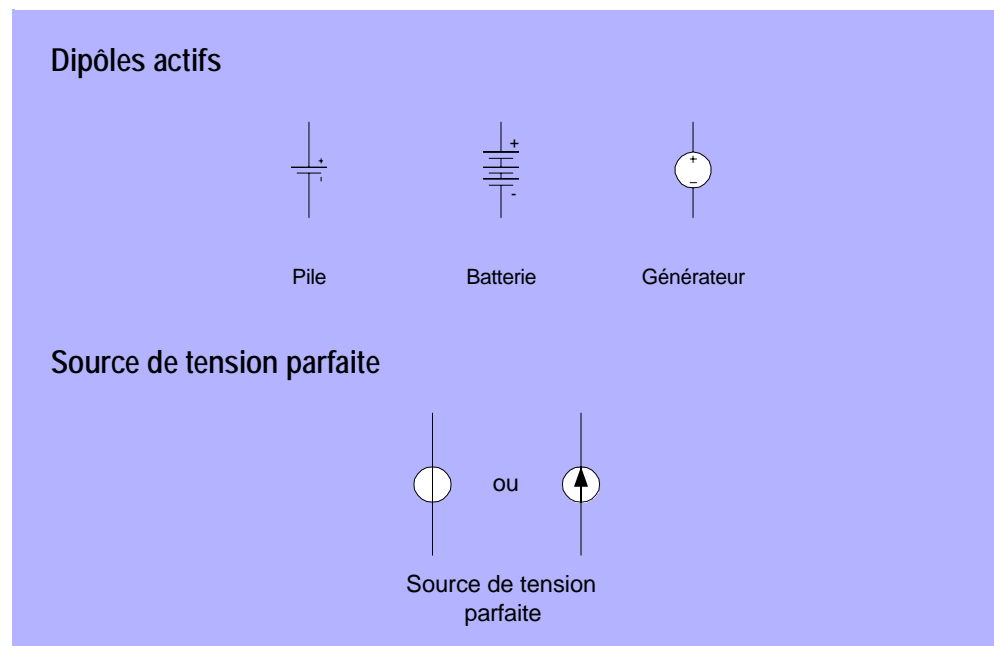 Dipôles actifs
+
-
+
-
+
-
Pile Batterie Générateur
Source de tension parfaite
ou
Source de tension
parfaite